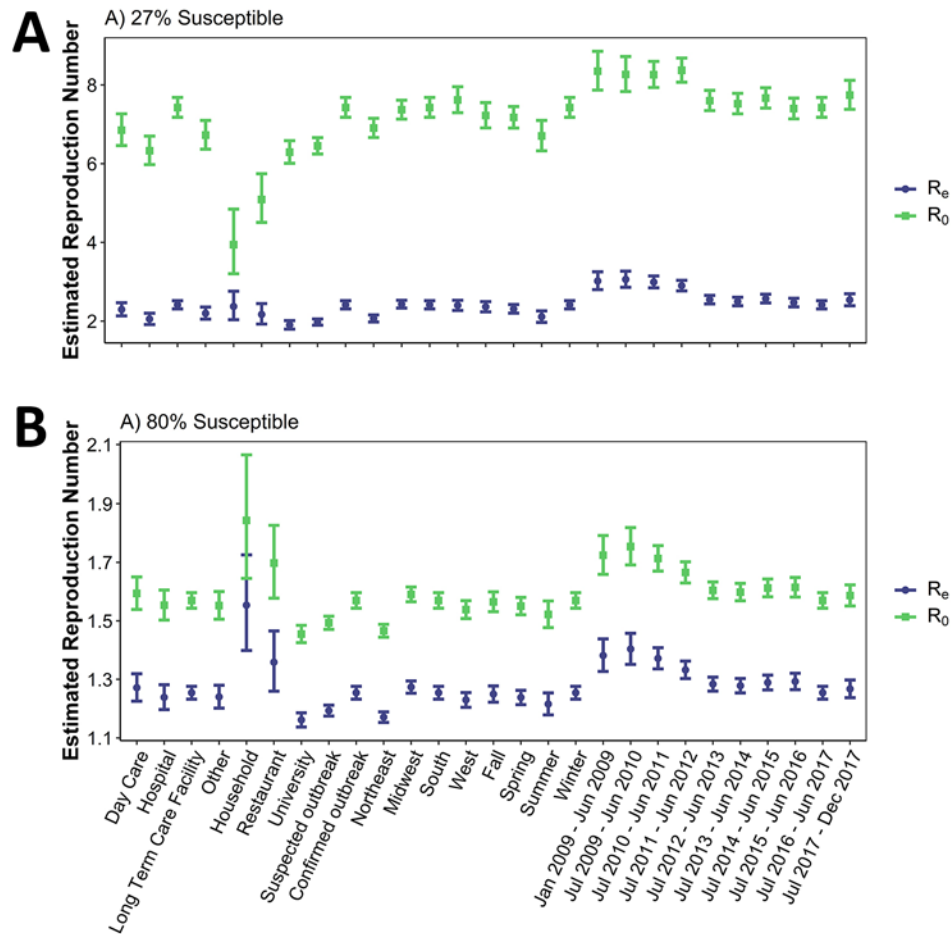 A
A) 27% Susceptible
Estimated Reproduction Number
8
6
4
2
Re
R0
B
A) 80% Susceptible
Estimated Reproduction Number
2.1
1.9
1.7
1.5
1.3
1.1
Re
R0
Day Care
Hospital
Long Term Care Facility
Other
Household
Restaurant
University
Suspected outbreak
Confirmed outbreak
Northeast
Midwest
South
West
Fall
Spring
Summer
Winter
Jan 2009 - Jun 2009
Jul 2009 - Jun 2010
Jul 2010 - Jun 2011
Jul 2011 - Jun 2012
Jul 2012 - Jun 2013
Jul 2013 - Jun 2014
Jul 2014 - Jun 2015
Jul 2015 - Jun 2016
Jul 2016 - Jun 2017
Jul 2017 - Dec 2017